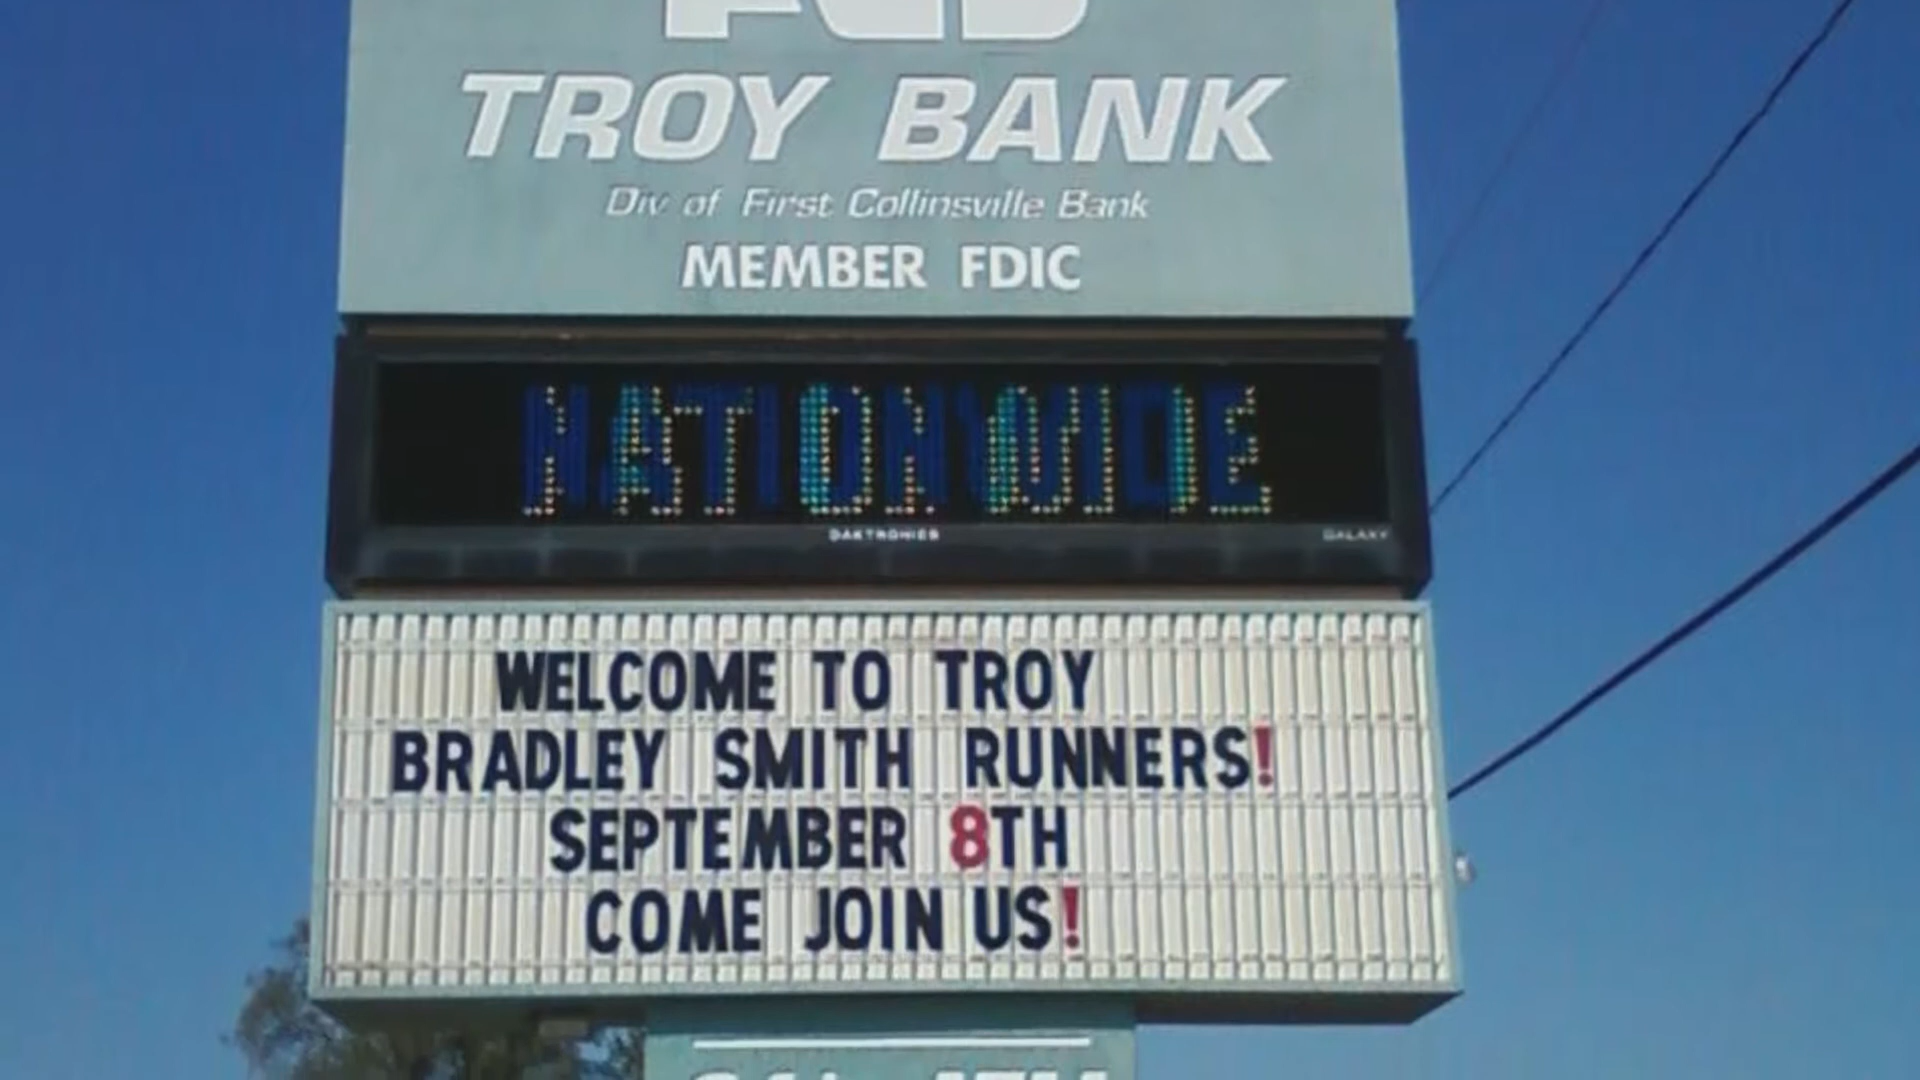 TROY BANK
Div of First Collinsville Bank
MEMBER FDIC
NATIONWIDE
DAKTRONICS
GALAXY
WELCOME TO TROY
BRADLEY SMITH RUNNERS!
SEPTEMBER 8TH
COME JOIN US!